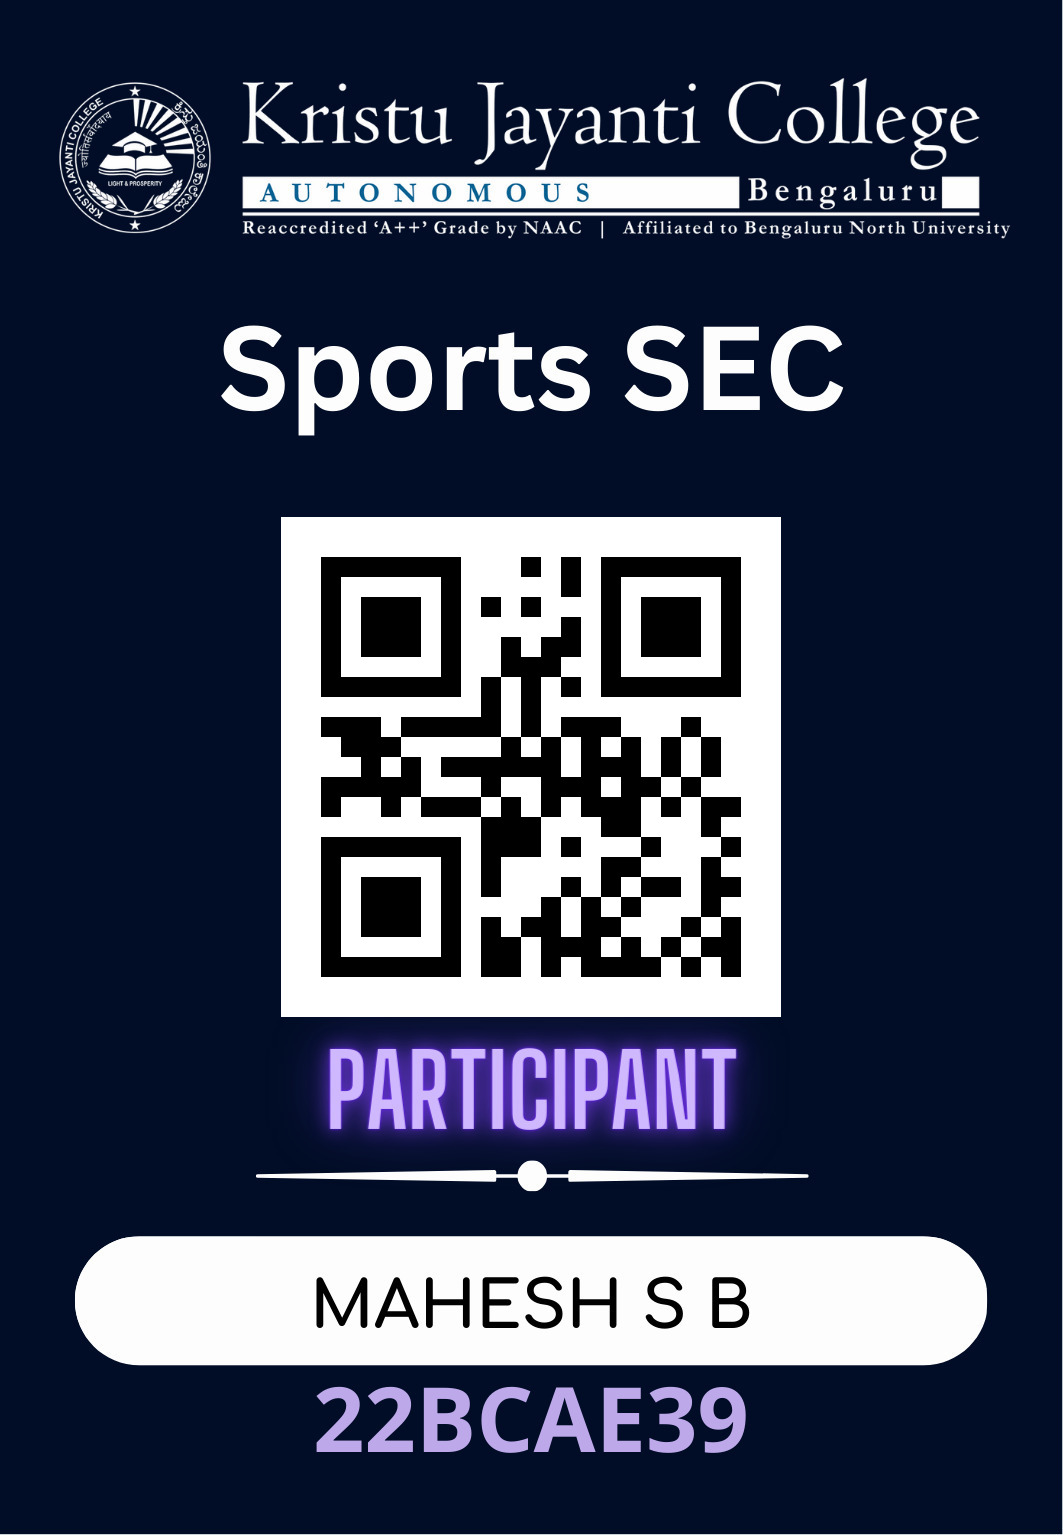 Kristu Jayanti College
AUTONOMOUS Bengaluru
Reaccredited ‘A++’ Grade by NAAC | Affiliated to Bengaluru North University
KRISTU JAYANTI COLLEGE
ಕ್ರಿಸ್ತು ಜಯಂತಿ ಕಾಲೇಜು
LIGHT & PROSPERITY
Sports SEC
PARTICIPANT
MAHESH S B
22BCAE39